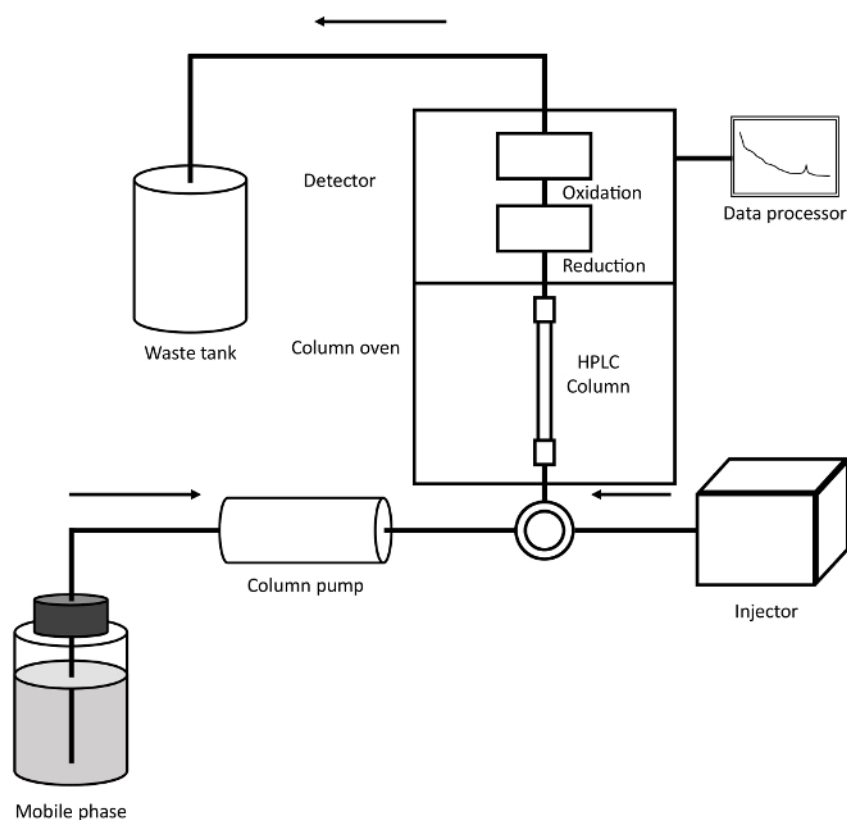 Detector
Oxidation
Data processor
Reduction
Waste tank
Column oven
HPLC
Column
Column pump
Injector
Mobile phase